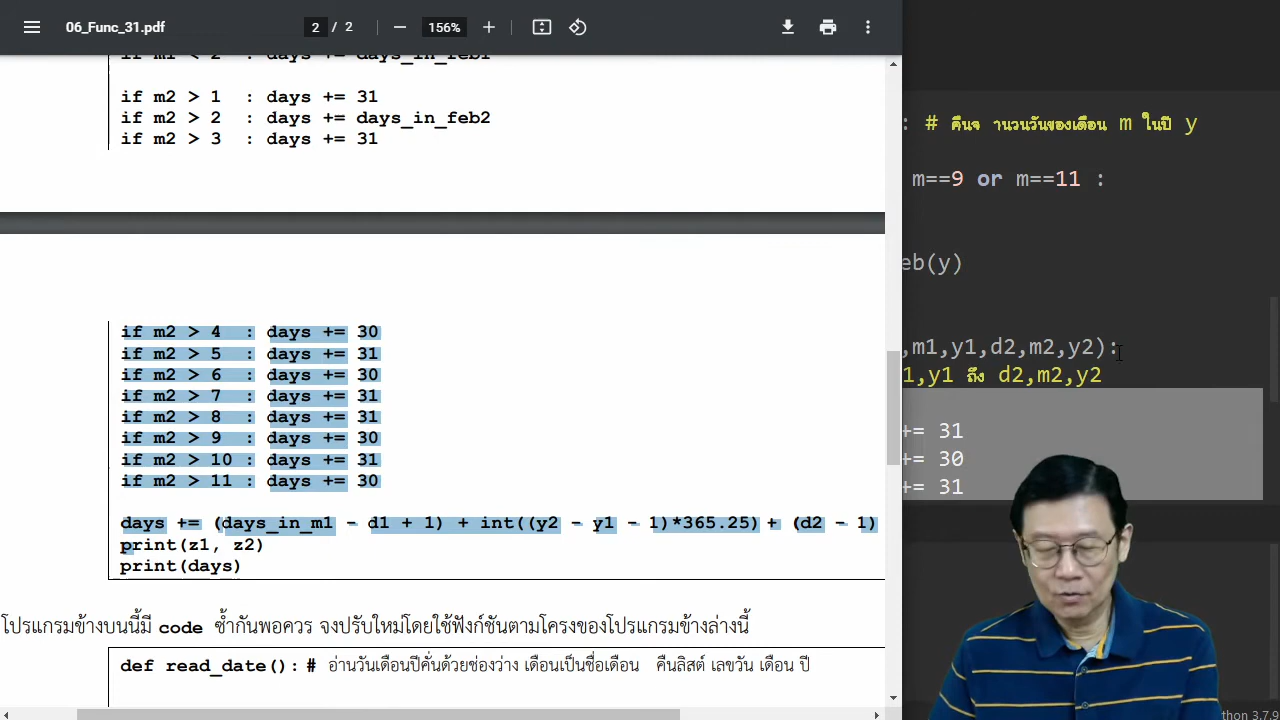 06_Func_31.pdf
2 / 2
156%
if m1 < 2 : days += days_in_feb1
if m2 > 1 : days += 31
if m2 > 2 : days += days_in_feb2
if m2 > 3 : days += 31
if m2 > 4 : days += 30
if m2 > 5 : days += 31
if m2 > 6 : days += 30
if m2 > 7 : days += 31
if m2 > 8 : days += 31
if m2 > 9 : days += 30
if m2 > 10 : days += 31
if m2 > 11 : days += 30
days += (days_in_m1 - d1 + 1) + int((y2 - y1 - 1)*365.25) + (d2 - 1)
print(z1, z2)
print(days)
โปรแกรมข้างบนนี้มี code ซ้ำกันพอควร จงปรับใหม่โดยใช้ฟังก์ชันตามโครงของโปรแกรมข้างล่างนี้
def read_date(): # อ่านวันเดือนปีคั่นด้วยช่องว่าง เดือนเป็นชื่อเดือน คืนลิสต์ เลขวัน เดือน ปี
: # คืนจ านวนวันของเดือน m ในปี y
m==9 or m==11 :
eb(y)
,m1,y1,d2,m2,y2):
1,y1 ถึง d2,m2,y2
+= 31
+= 30
+= 31
thon 3.7.9